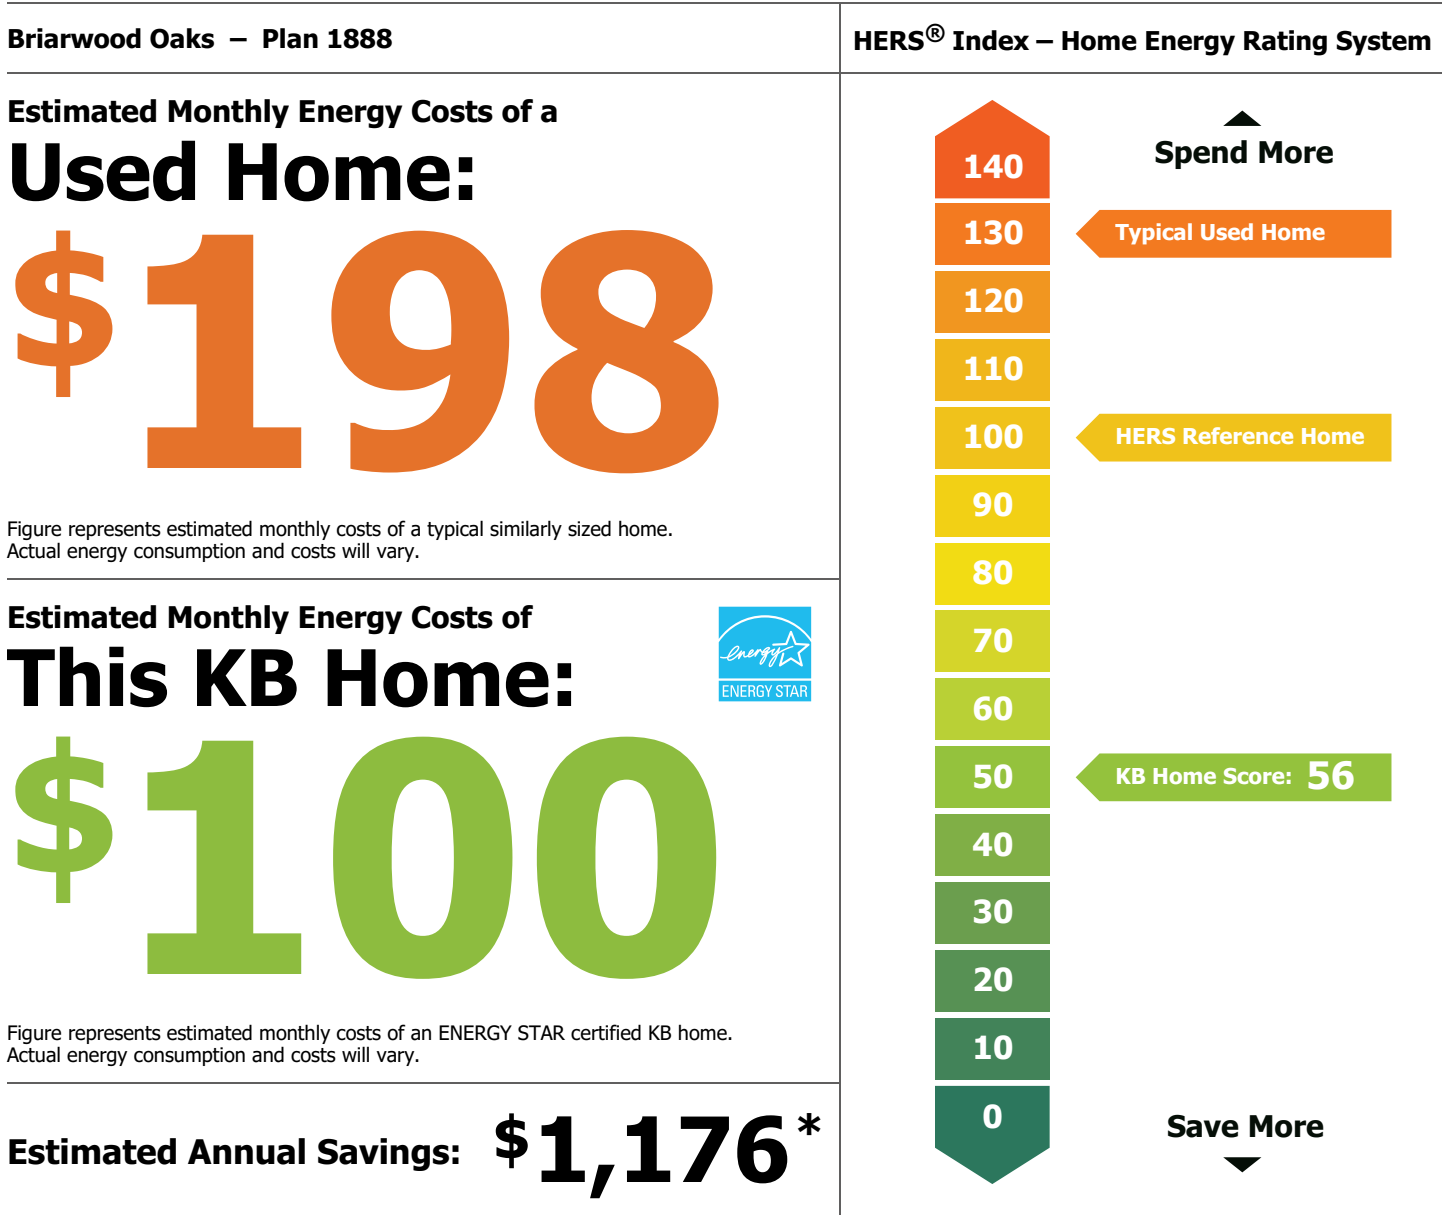 Briarwood Oaks – Plan 1888
Estimated Monthly Energy Costs of a
Used Home:
$198
Figure represents estimated monthly costs of a typical similarly sized home.
Actual energy consumption and costs will vary.
Estimated Monthly Energy Costs of
This KB Home:
energy
ENERGY STAR
$100
Figure represents estimated monthly costs of an ENERGY STAR certified KB home.
Actual energy consumption and costs will vary.
Estimated Annual Savings: $1,176*
HERS® Index – Home Energy Rating System
Spend More
140
130 Typical Used Home
120
110
100 HERS Reference Home
90
80
70
60
50 KB Home Score: 56
40
30
20
10
0
Save More